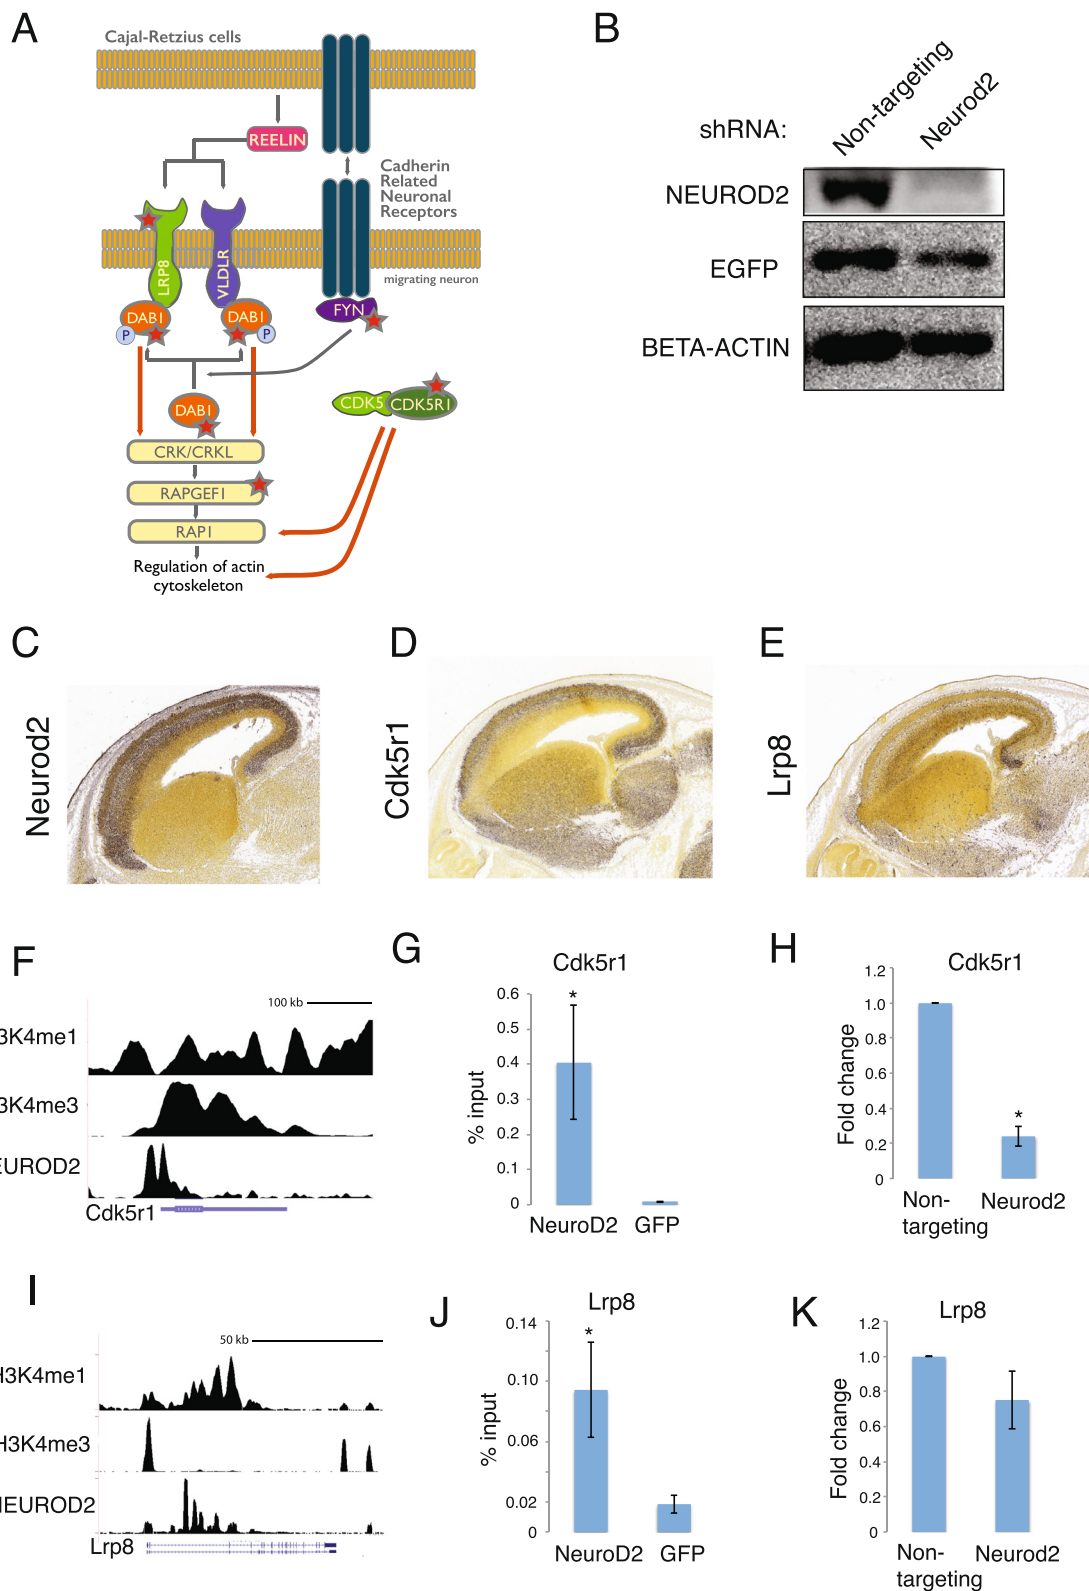 A
Cajal-Retzius cells
REELIN
Cadherin
Related
Neuronal
Receptors
LRP8
VLDLR
migrating neuron
DAB1
DAB1
P
P
FYN
DAB1
CDK5
CDK5R1
CRK/CRKL
RAPGEF1
RAP1
Regulation of actin
cytoskeleton
B
shRNA:
Non-targeting
Neurod2
NEUROD2
EGFP
BETA-ACTIN
C
Neurod2
D
Cdk5r1
E
Lrp8
F
100 kb
3K4me1
3K4me3
EUROD2
Cdk5r1
G
Cdk5r1
% input
0.6
0.5
0.4
0.3
0.2
0.1
0
*
NeuroD2
GFP
H
Cdk5r1
Fold change
1.2
1.0
0.8
0.6
0.4
0.2
0
*
Non-
targeting
Neurod2
I
50 kb
H3K4me1
H3K4me3
NEUROD2
Lrp8
J
Lrp8
% input
0.14
0.10
0.06
0.02
0
*
NeuroD2
GFP
K
Lrp8
Fold change
1.2
1.0
0.8
0.6
0.4
0.2
0
Non-
targeting
Neurod2